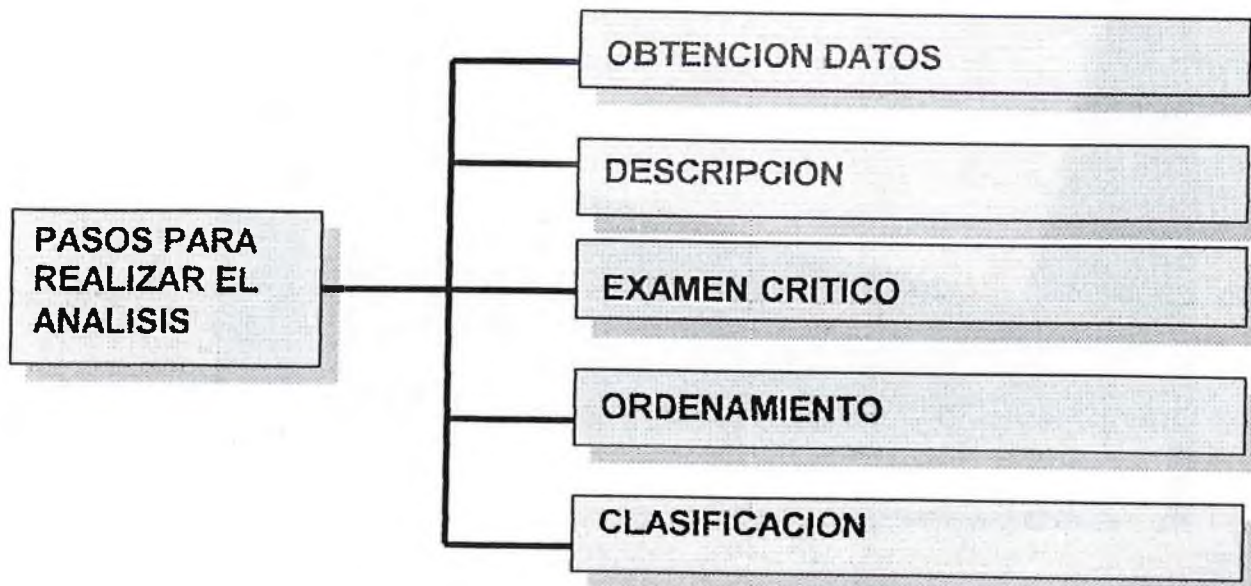 PASOS PARA
REALIZAR EL
ANALISIS
OBTENCION DATOS
DESCRIPCION
EXAMEN CRITICO
ORDENAMIENTO
CLASIFICACION